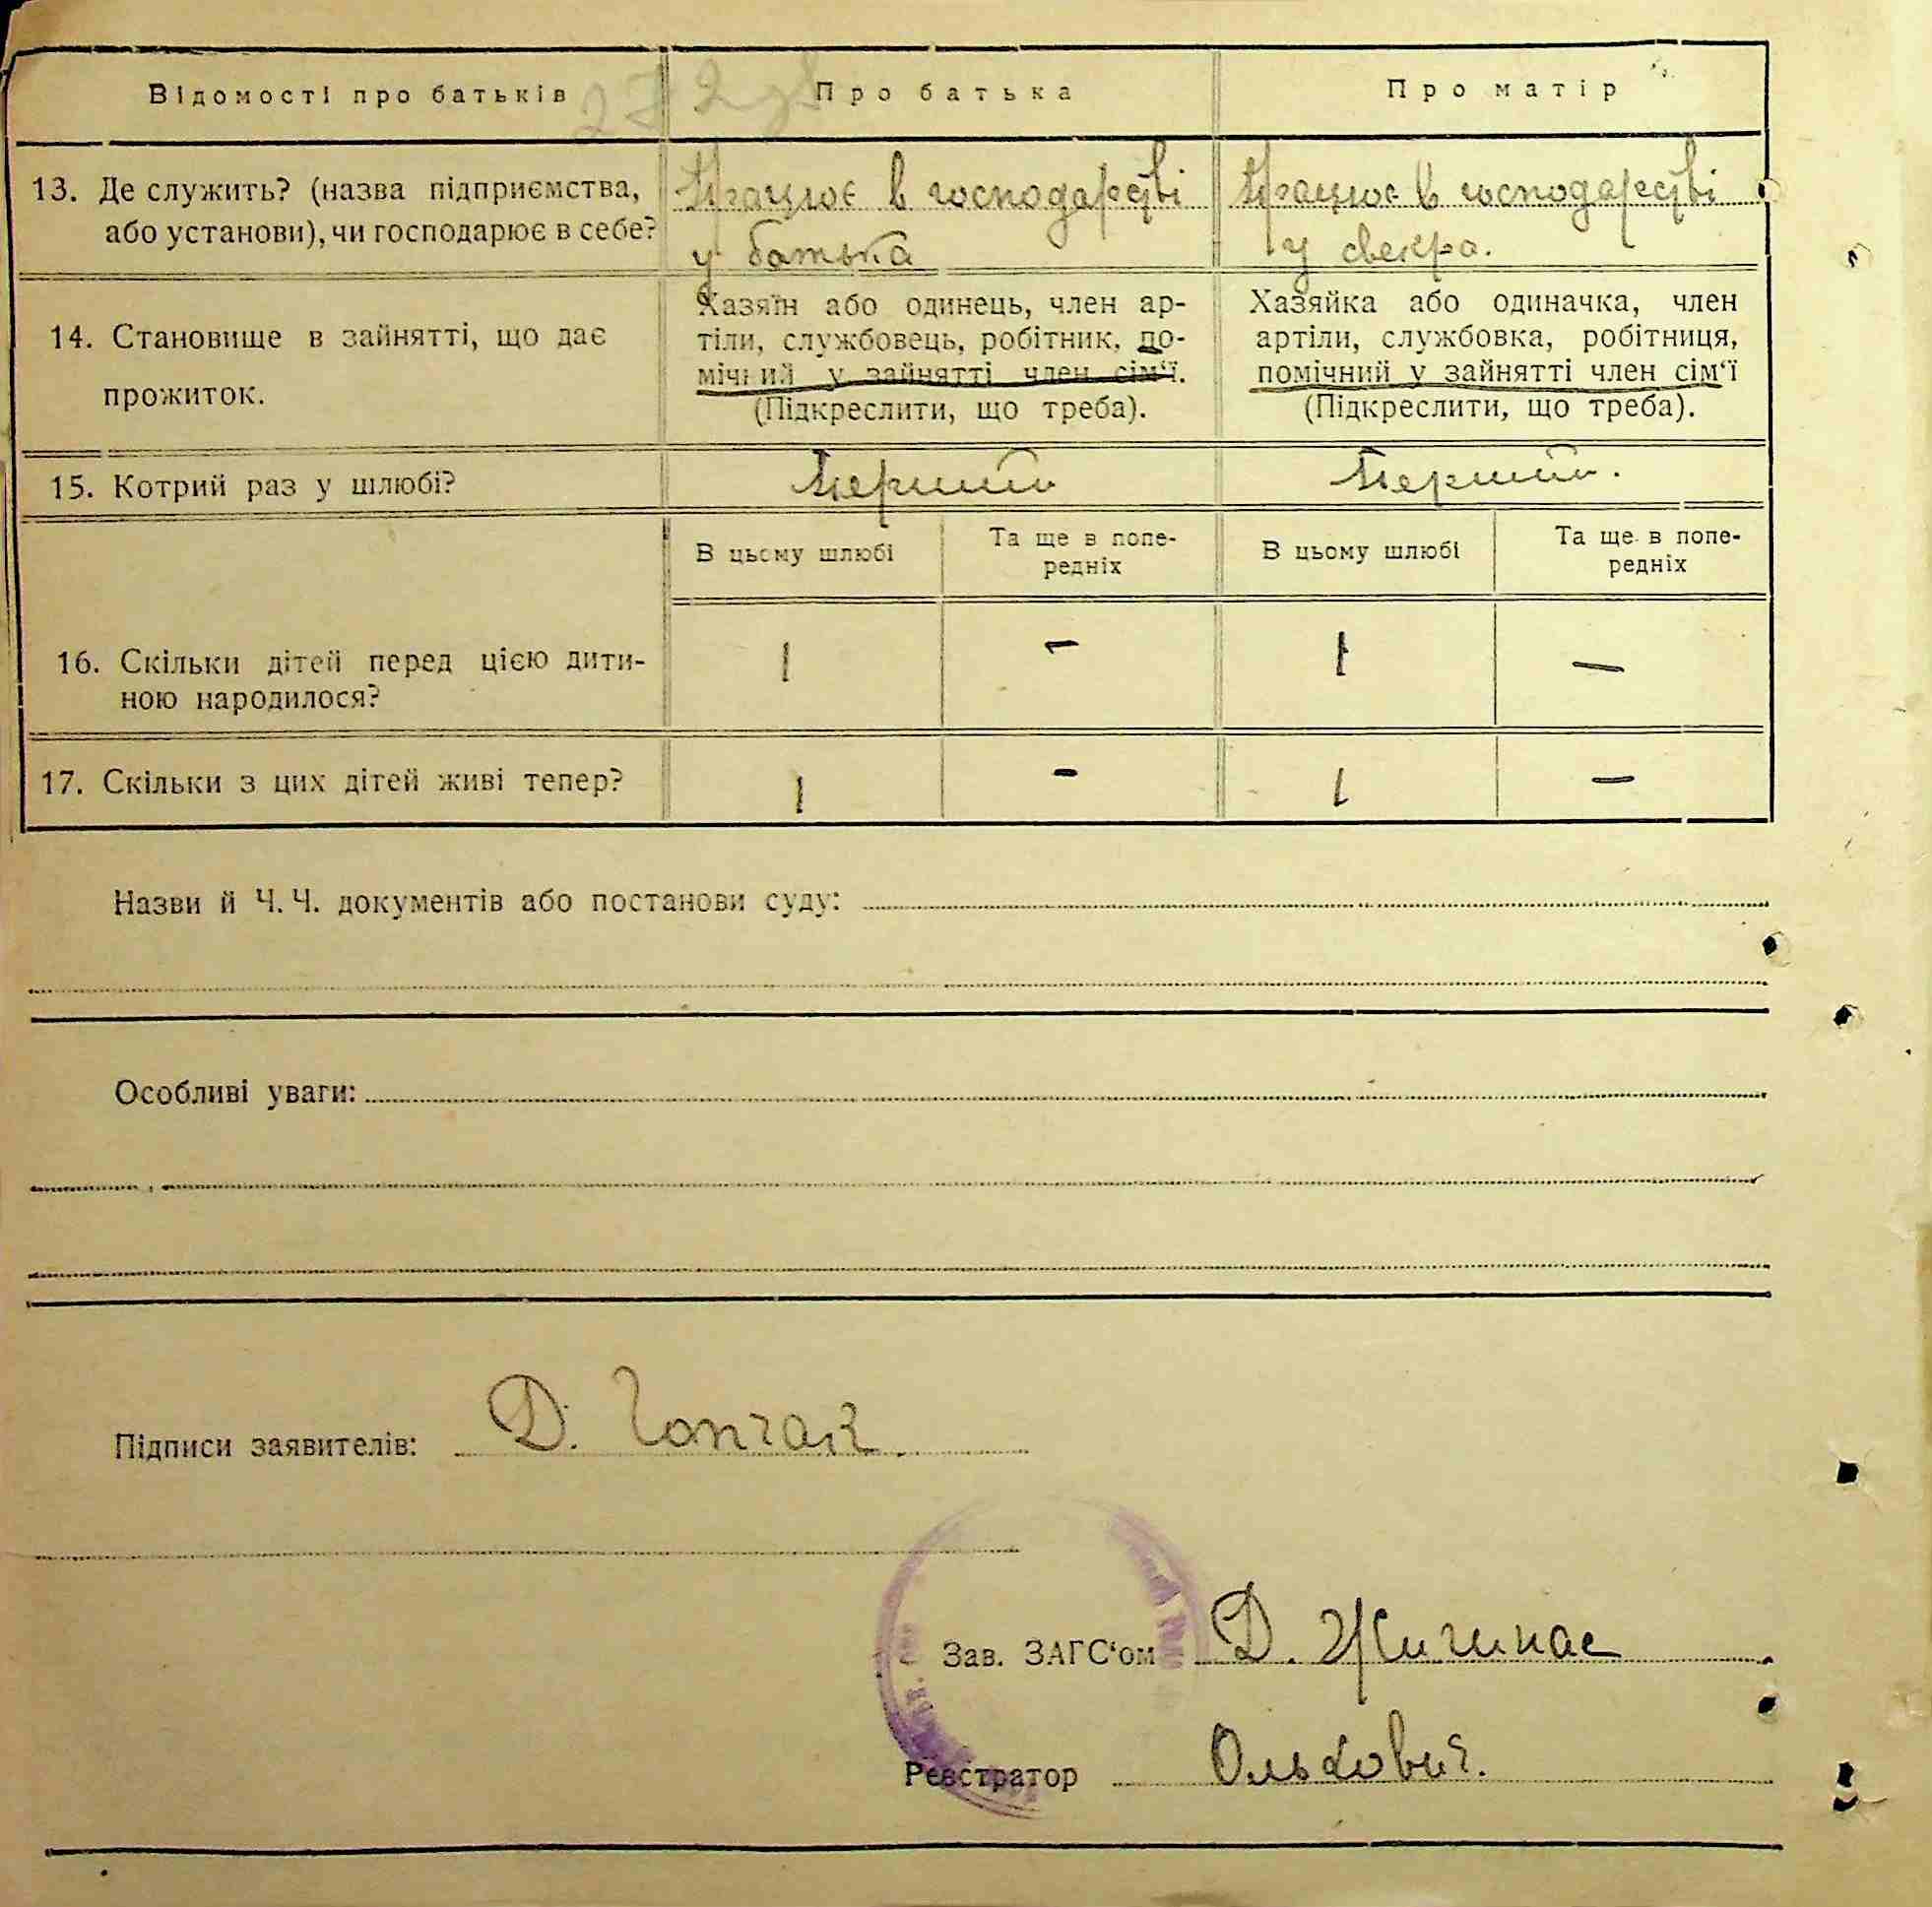 Відомості про батьків Про батька Про матір
13. Де служить? (назва підприємства, Працює в господарстві Працює в господарстві
або установи), чи господарює в себе? у батька у свекра.
Хазяїн або одинець, член ар- Хазяйка або одиначка, член
14. Становище в зайнятті, що дає тіли, службовець, робітник, по- артіли, службовка, робітниця,
мічний у зайнятті член сім'ї. помічний у зайнятті член сім'ї
прожиток. (Підкреслити, що треба). (Підкреслити, що треба).
15. Котрий раз у шлюбі? Перший Перший.
В цьому шлюбі Та ще в попе- В цьому шлюбі Та ще в попе-
редніх редніх
16. Скільки дітей перед цією дити- 1 – 1 –
ною народилося?
17. Скільки з цих дітей живі тепер? 1 – 1 –
Назви й Ч. Ч. документів або постанови суду:
Особливі уваги:
Підписи заявителів: Д. Гончар
Зав. ЗАГС'ом Д.
Реєстратор Ольхович.